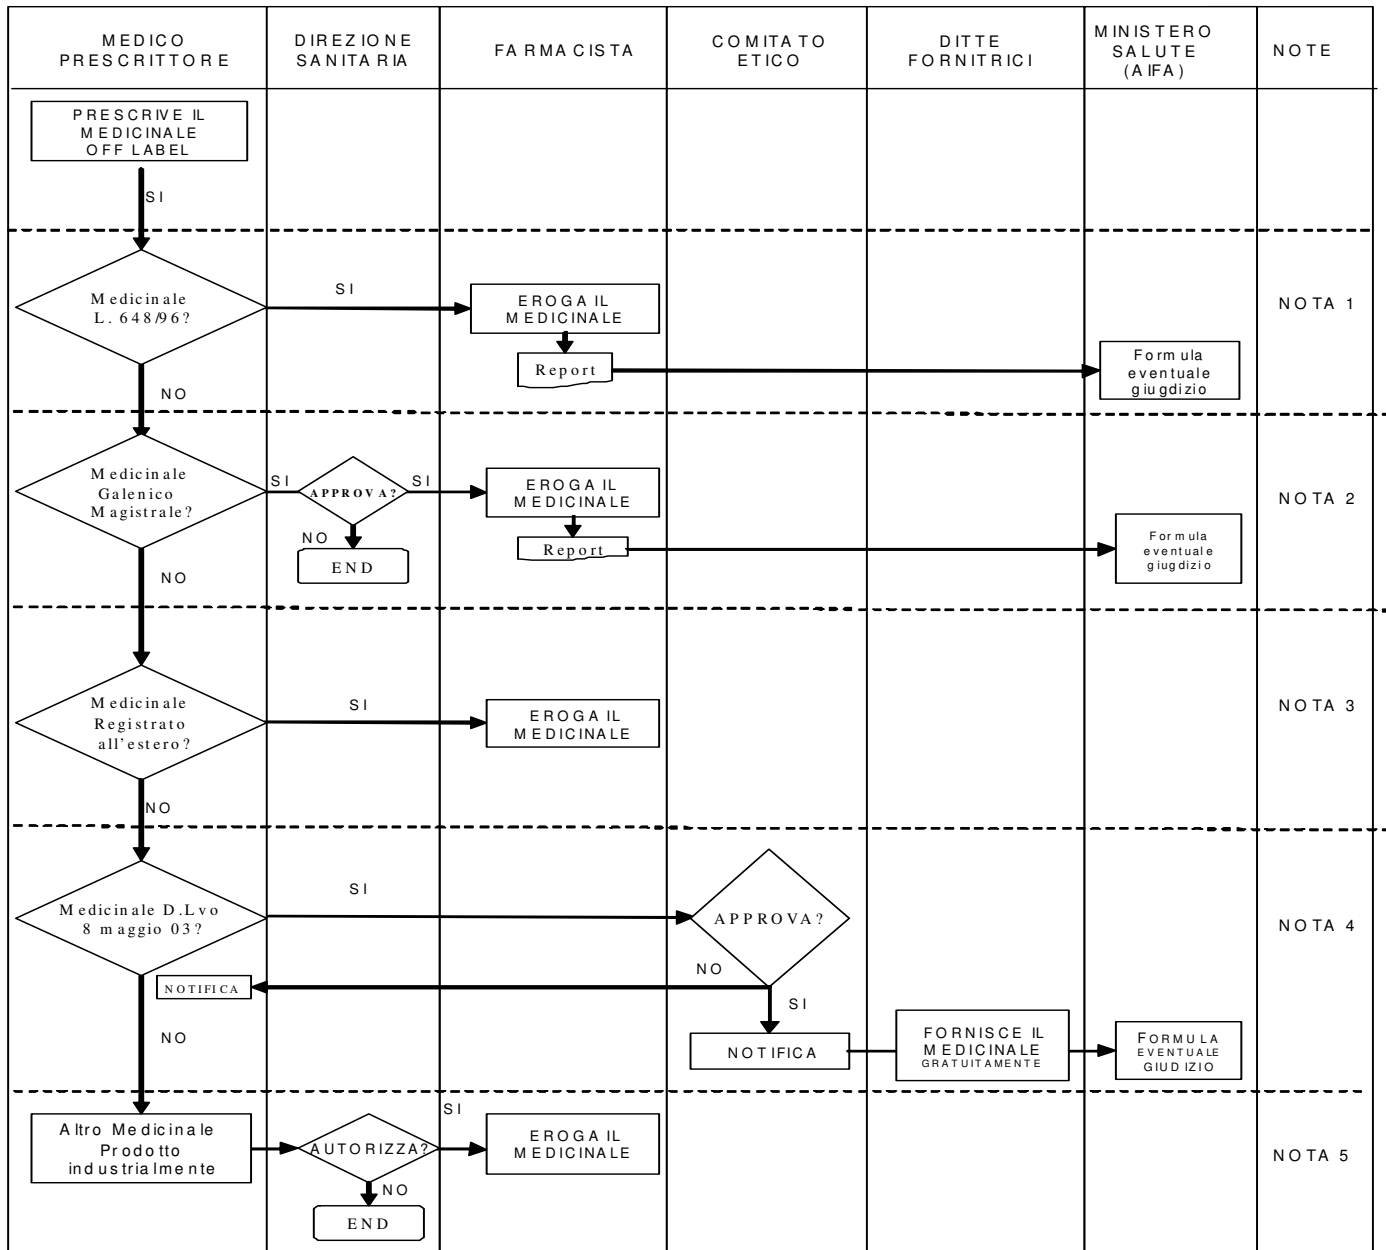 MEDICO
PRESCRITTORE
DIREZIONE
SANITARIA
FARMACISTA
COMITATO
ETICO
DITTE
FORNITRICI
MINISTERO
SALUTE
(AIFA)
NOTE
PRESCRIVE IL
MEDICINALE
OFF LABEL
SI
Medicinale
L. 648/96?
SI
EROGA IL
MEDICINALE
Report
Formula
eventuale
giugdizio
NOTA 1
NO
Medicinale
Galenico
Magistrale?
SI
APPROVA?
SI
EROGA IL
MEDICINALE
Report
Formula
eventuale
giugdizio
NOTA 2
NO
END
NO
Medicinale
Registrato
all'estero?
SI
EROGA IL
MEDICINALE
NOTA 3
NO
Medicinale D.Lvo
8 maggio 03?
SI
APPROVA?
NOTA 4
NO
NOTIFICA
SI
NO
NOTIFICA
FORNISCE IL
MEDICINALE
GRATUITAMENTE
FORMULA
EVENTUALE
GIUDIZIO
Altro Medicinale
Prodotto
industrialmente
AUTORIZZA?
SI
EROGA IL
MEDICINALE
NOTA 5
NO
END